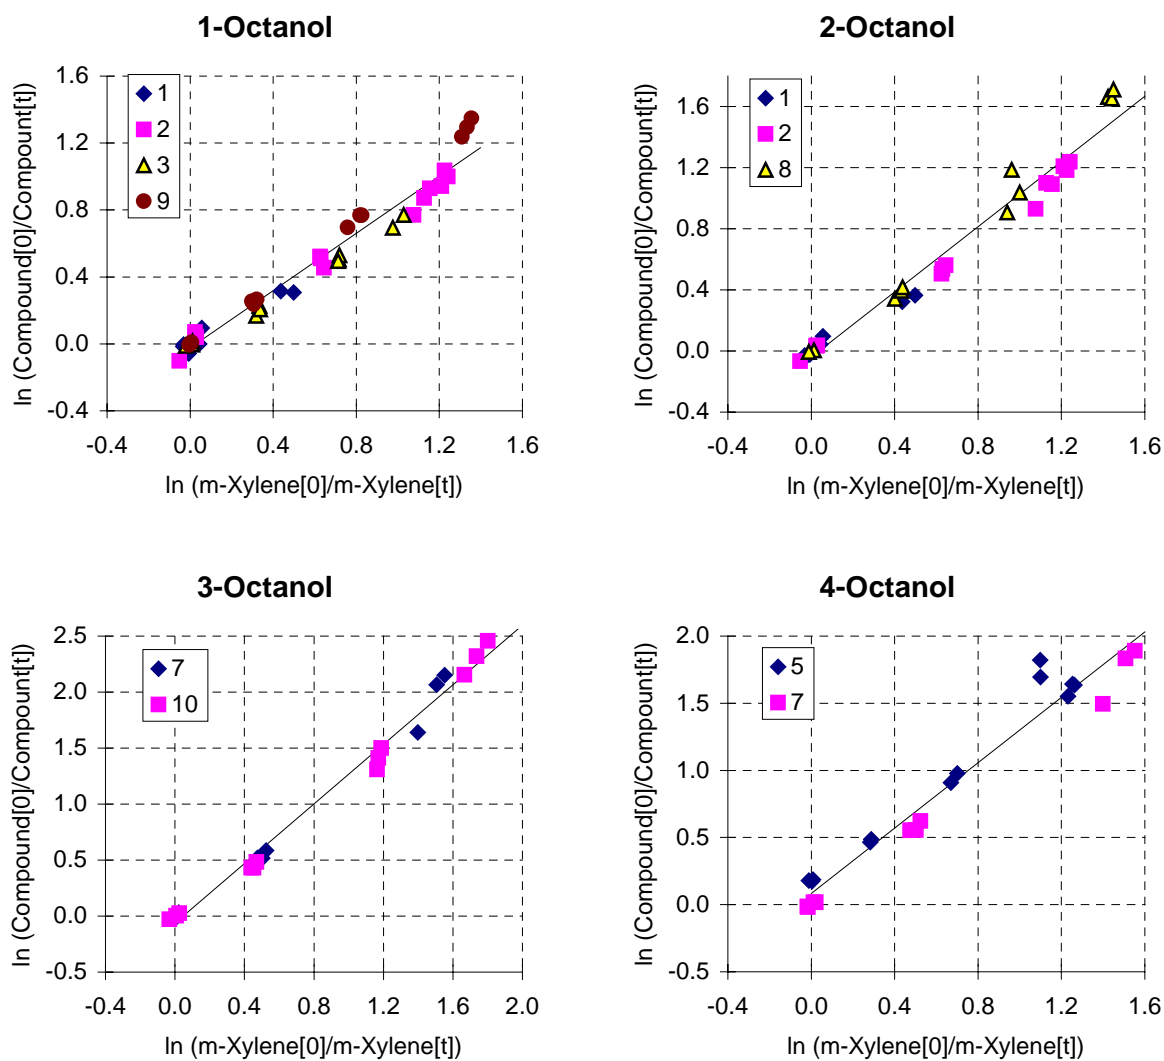 1-Octanol
ln (Compound[0]/Compount[t])
1.6
1.2
0.8
0.4
0.0
-0.4
1
2
3
9
-0.4 0.0 0.4 0.8 1.2 1.6
ln (m-Xylene[0]/m-Xylene[t])
2-Octanol
ln (Compound[0]/Compount[t])
1.6
1.2
0.8
0.4
0.0
-0.4
1
2
8
-0.4 0.0 0.4 0.8 1.2 1.6
ln (m-Xylene[0]/m-Xylene[t])
3-Octanol
ln (Compound[0]/Compount[t])
2.5
2.0
1.5
1.0
0.5
0.0
-0.5
7
10
-0.4 0.0 0.4 0.8 1.2 1.6 2.0
ln (m-Xylene[0]/m-Xylene[t])
4-Octanol
ln (Compound[0]/Compount[t])
2.0
1.5
1.0
0.5
0.0
-0.5
5
7
-0.4 0.0 0.4 0.8 1.2 1.6
ln (m-Xylene[0]/m-Xylene[t])